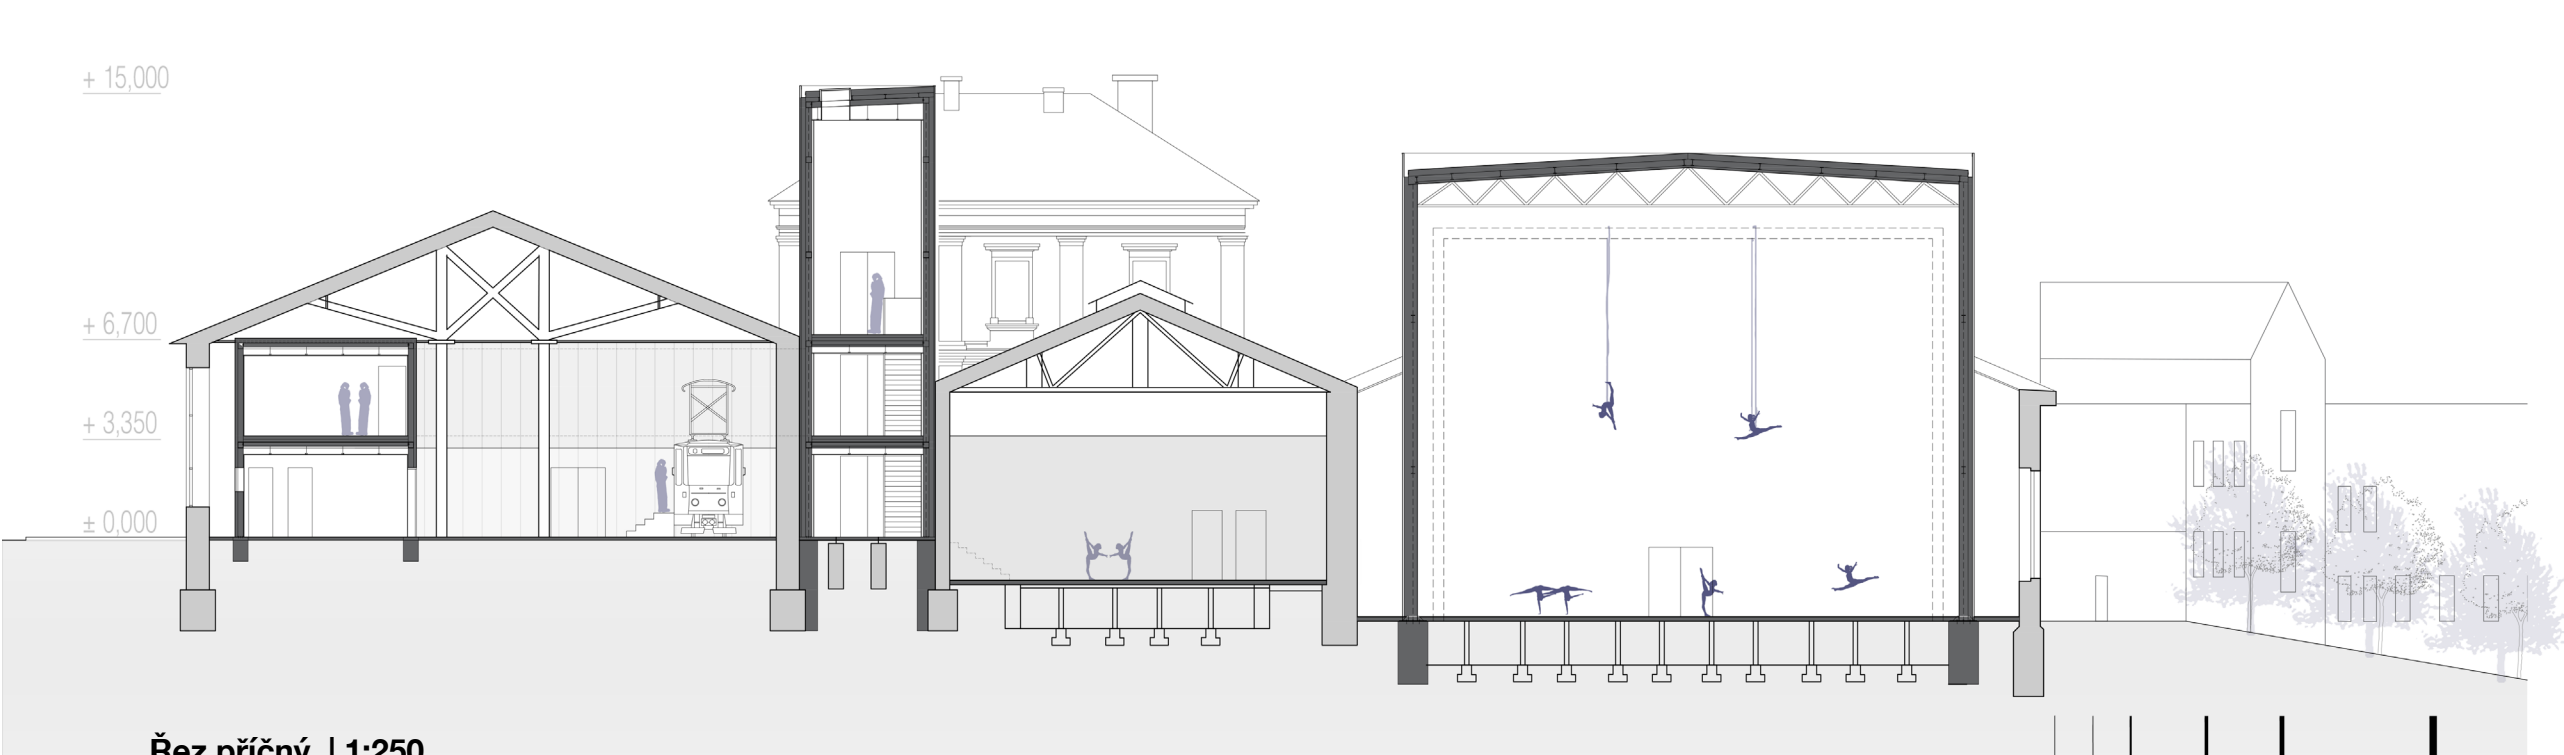 + 15,000
+ 6,700
+ 3,350
± 0,000
Řez příčný | 1:250